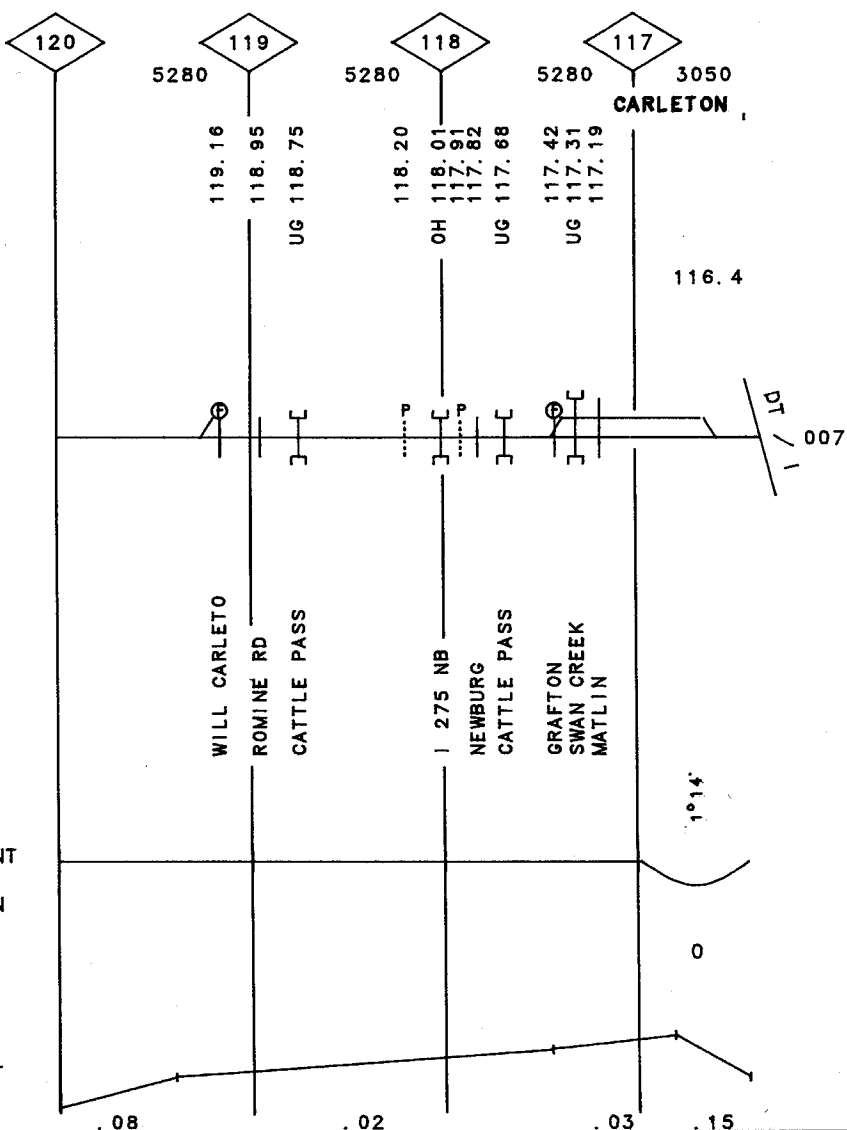 120 119 118 117
5280 5280 5280 3050
CARLETON
119.16
118.95
UG 118.75
118.20
OH 118.01
117.91
117.82
UG 117.68
117.42
UG 117.31
117.19
116.4
P P
F F
DT / I
007
WILL CARLETO
ROMINE RD
CATTLE PASS
I 275 NB
NEWBURG
CATTLE PASS
GRAFTON
SWAN CREEK
MATLIN
1°14'
NT
N
0
.08 .02 .03 .15